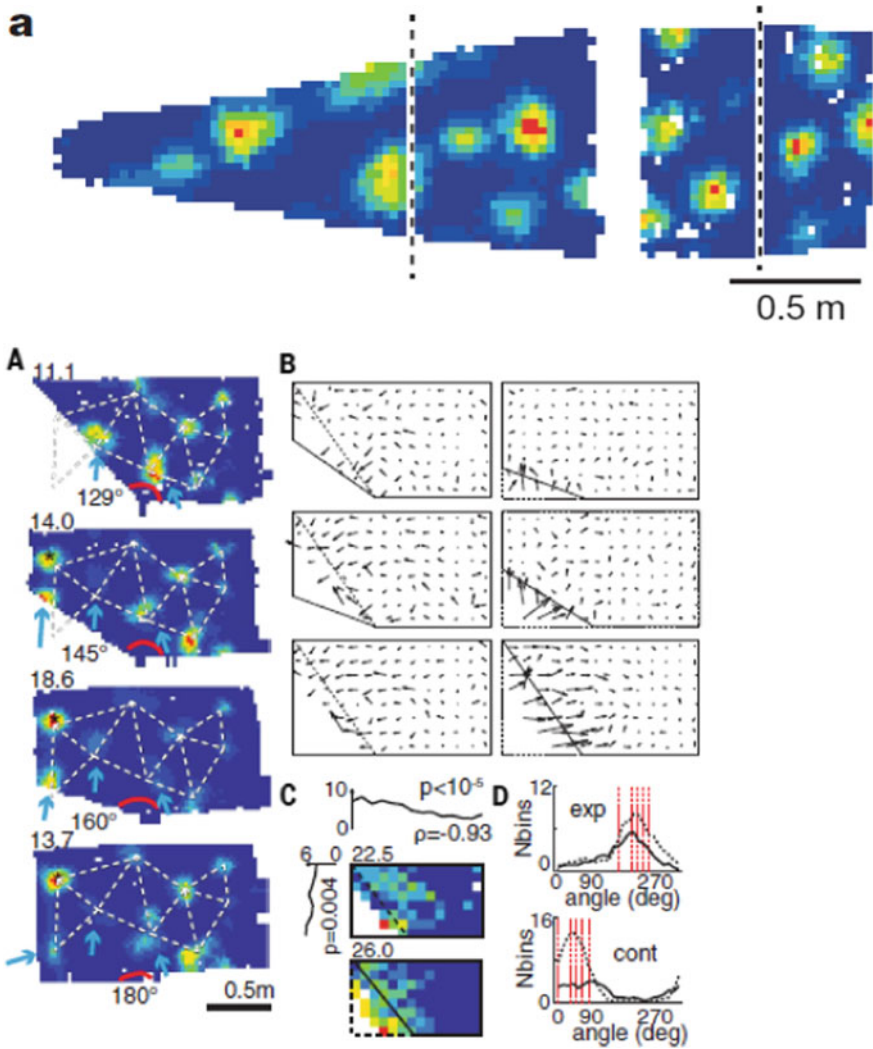 a
0.5 m
A
11.1
129°
14.0
145°
18.6
160°
13.7
180°
0.5m
B
C
10
0
p<10⁻⁵
ρ=-0.93
6 0
p=0.004
22.5
26.0
D
12
Nbins
0
exp
0 90 270
angle (deg)
16
Nbins
0
cont
0 90 270
angle (deg)